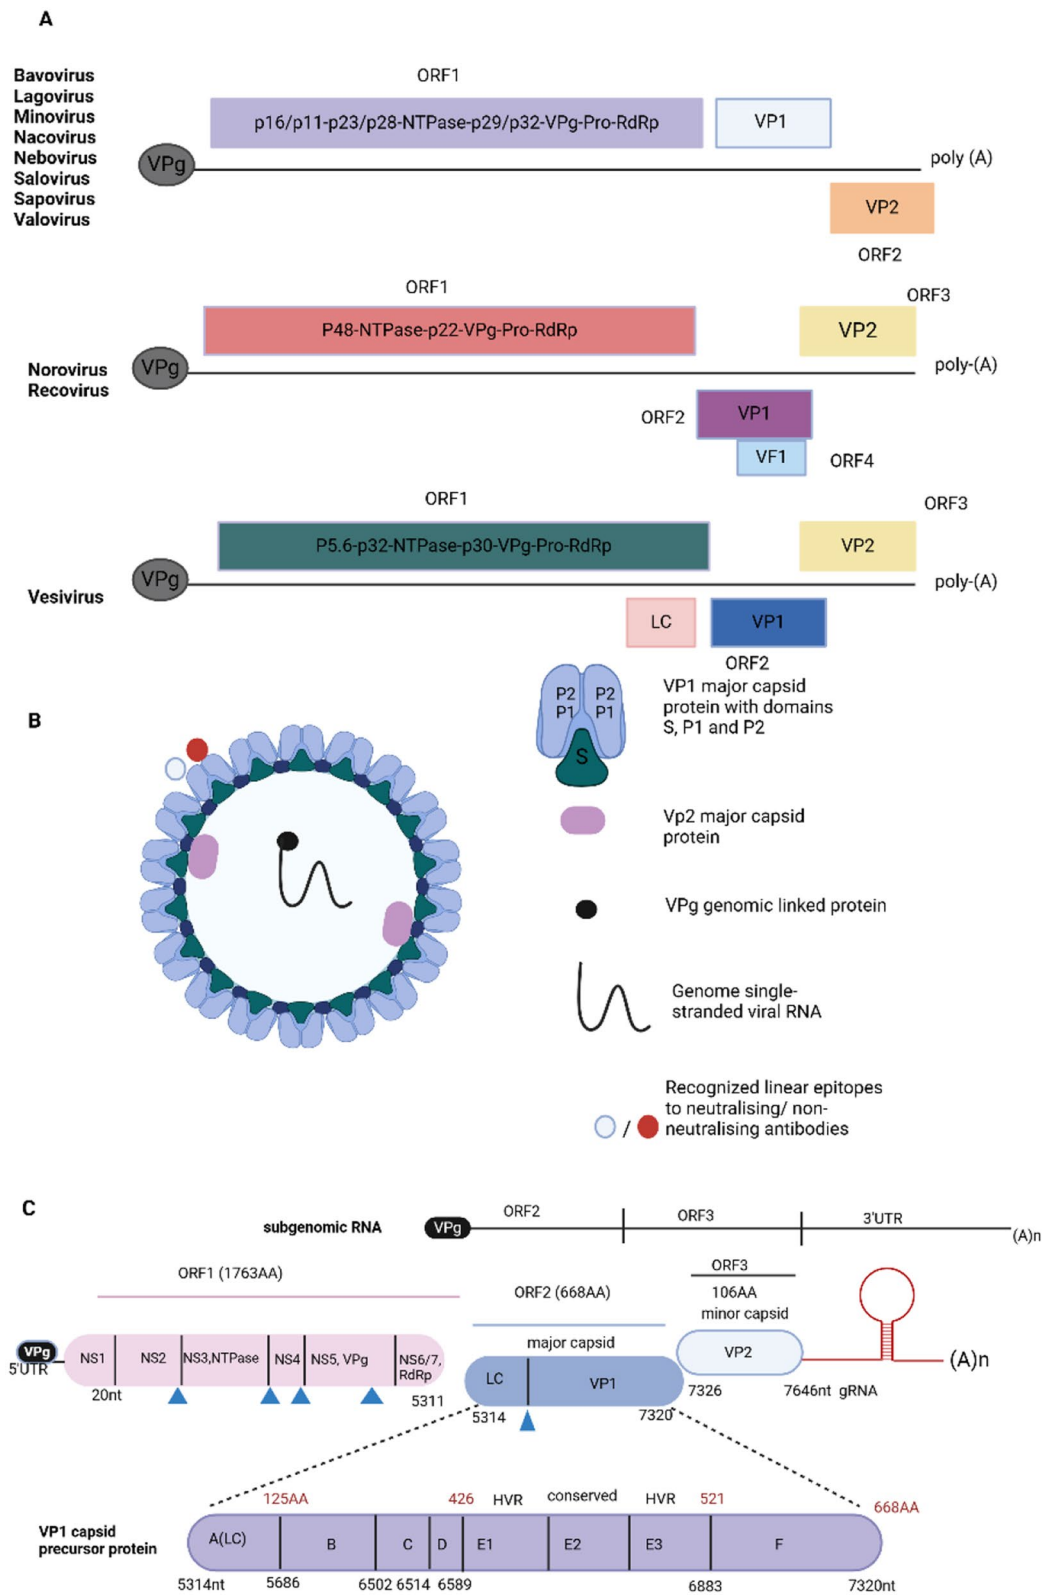 A
Bavovirus
Lagovirus
Minovirus
Nacovirus
Nebovirus
Salovirus
Sapovirus
Valovirus
ORF1
p16/p11-p23/p28-NTPase-p29/p32-VPg-Pro-RdRp
VP1
VPg
poly (A)
VP2
ORF2
ORF1
ORF3
P48-NTPase-p22-VPg-Pro-RdRp
VP2
VPg
poly-(A)
Norovirus
Recovirus
ORF2
VP1
VF1
ORF4
ORF1
ORF3
P5.6-p32-NTPase-p30-VPg-Pro-RdRp
VP2
VPg
poly-(A)
Vesivirus
LC
VP1
ORF2
B
P2 P2
P1 P1
S
VP1 major capsid
protein with domains
S, P1 and P2
Vp2 major capsid
protein
VPg genomic linked protein
Genome single-
stranded viral RNA
Recognized linear epitopes
to neutralising/ non-
neutralising antibodies
/
C
subgenomic RNA
VPg
ORF2
ORF3
3'UTR
(A)n
ORF1 (1763AA)
ORF2 (668AA)
ORF3
106AA
minor capsid
major capsid
VPg
5'UTR
NS1
NS2
NS3,NTPase
NS4
NS5, VPg
NS6/7,
RdRp
20nt
5311
LC
VP1
5314
7320
VP2
7326
7646nt gRNA
(A)n
125AA
426
HVR
conserved
HVR
521
668AA
VP1 capsid
precursor protein
A(LC)
B
C
D
E1
E2
E3
F
5314nt
5686
6502
6514
6589
6883
7320nt